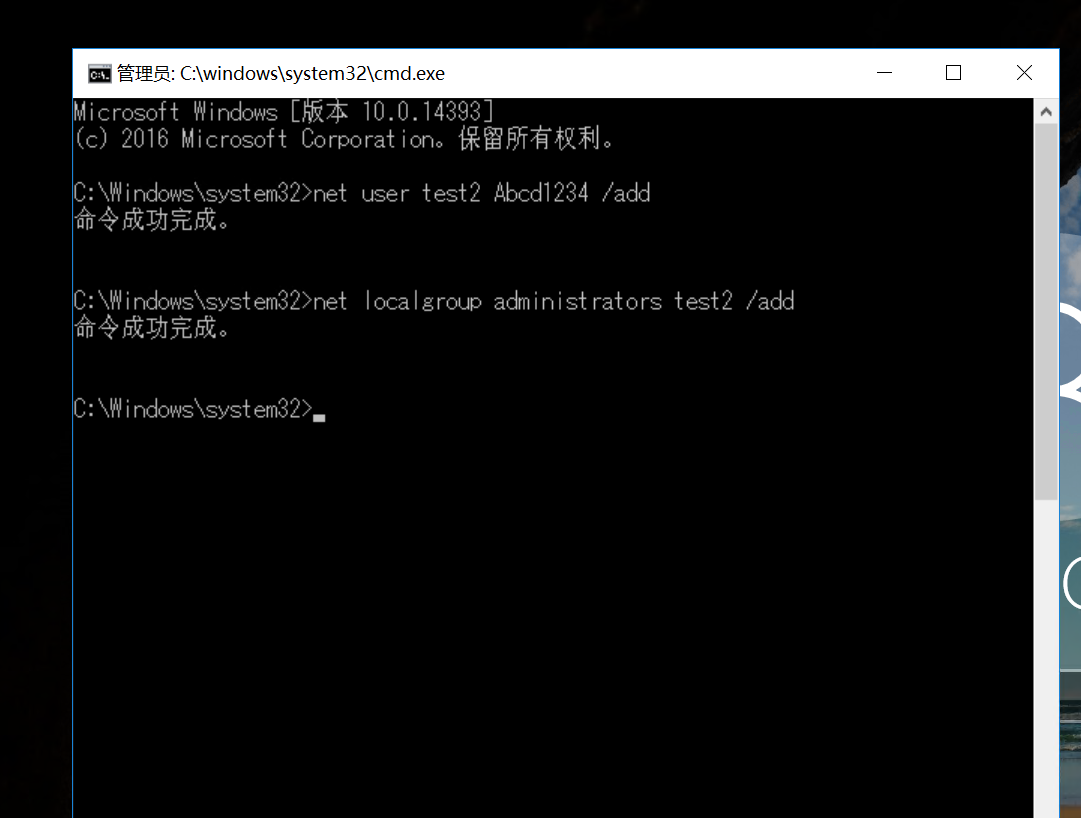 管理员: C:\windows\system32\cmd.exe
Microsoft Windows [版本 10.0.14393]
(c) 2016 Microsoft Corporation。保留所有权利。
C:\Windows\system32>net user test2 Abcd1234 /add
命令成功完成。
C:\Windows\system32>net localgroup administrators test2 /add
命令成功完成。
C:\Windows\system32>